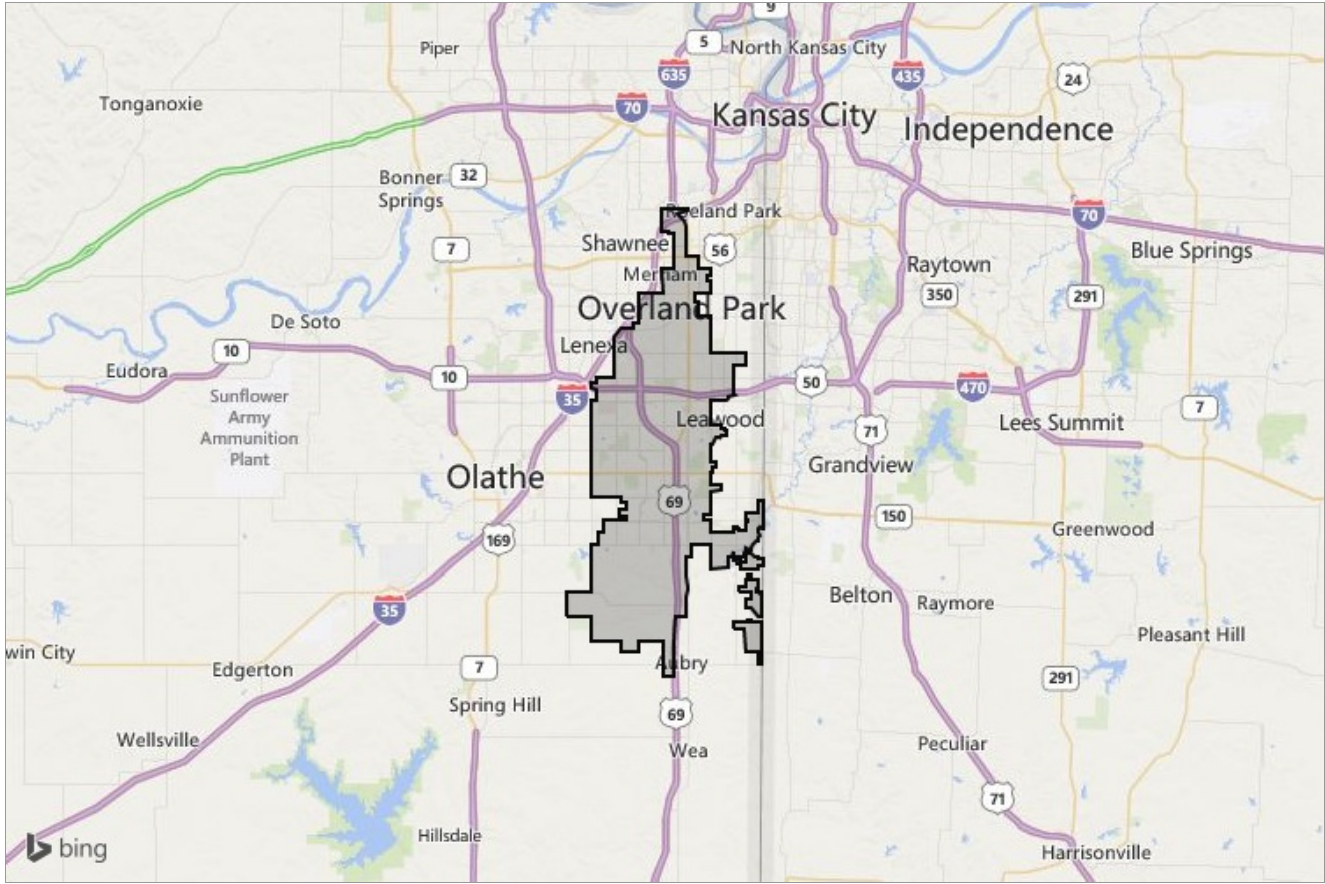 9
5
North Kansas City
Piper
635
435
24
Tonganoxie
70
Kansas City
Independence
Bonner
Springs
32
Roeland Park
70
Shawnee
56
7
Blue Springs
Merriam
Raytown
350
291
Overland Park
De Soto
Lenexa
10
Eudora
10
50
470
Sunflower
Army
Ammunition
Plant
35
7
Leawood
Lees Summit
71
Olathe
Grandview
69
150
Greenwood
169
35
Belton
Raymore
Pleasant Hill
win City
Edgerton
7
Aubry
291
Spring Hill
69
Wellsville
Wea
Peculiar
71
bing
Hillsdale
Harrisonville